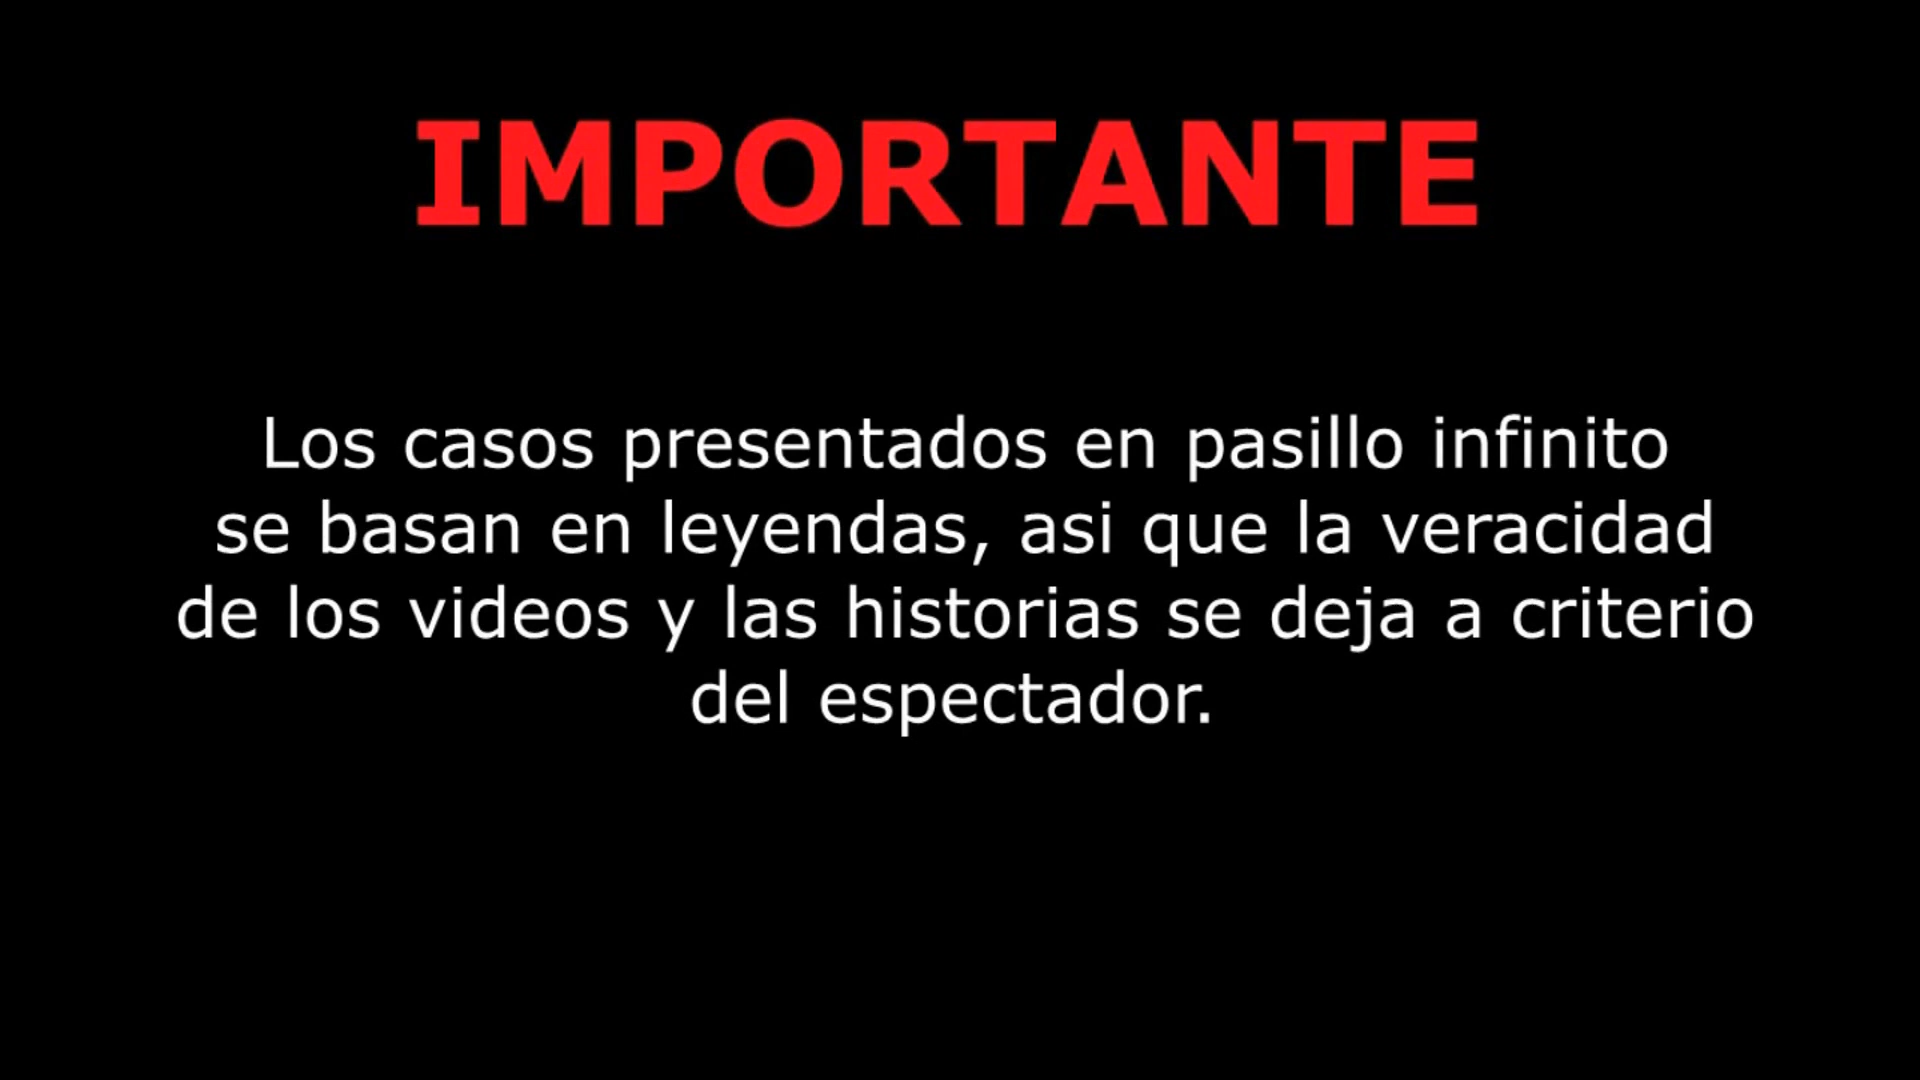 IMPORTANTE
Los casos presentados en pasillo infinito
se basan en leyendas, asi que la veracidad
de los videos y las historias se deja a criterio
del espectador.